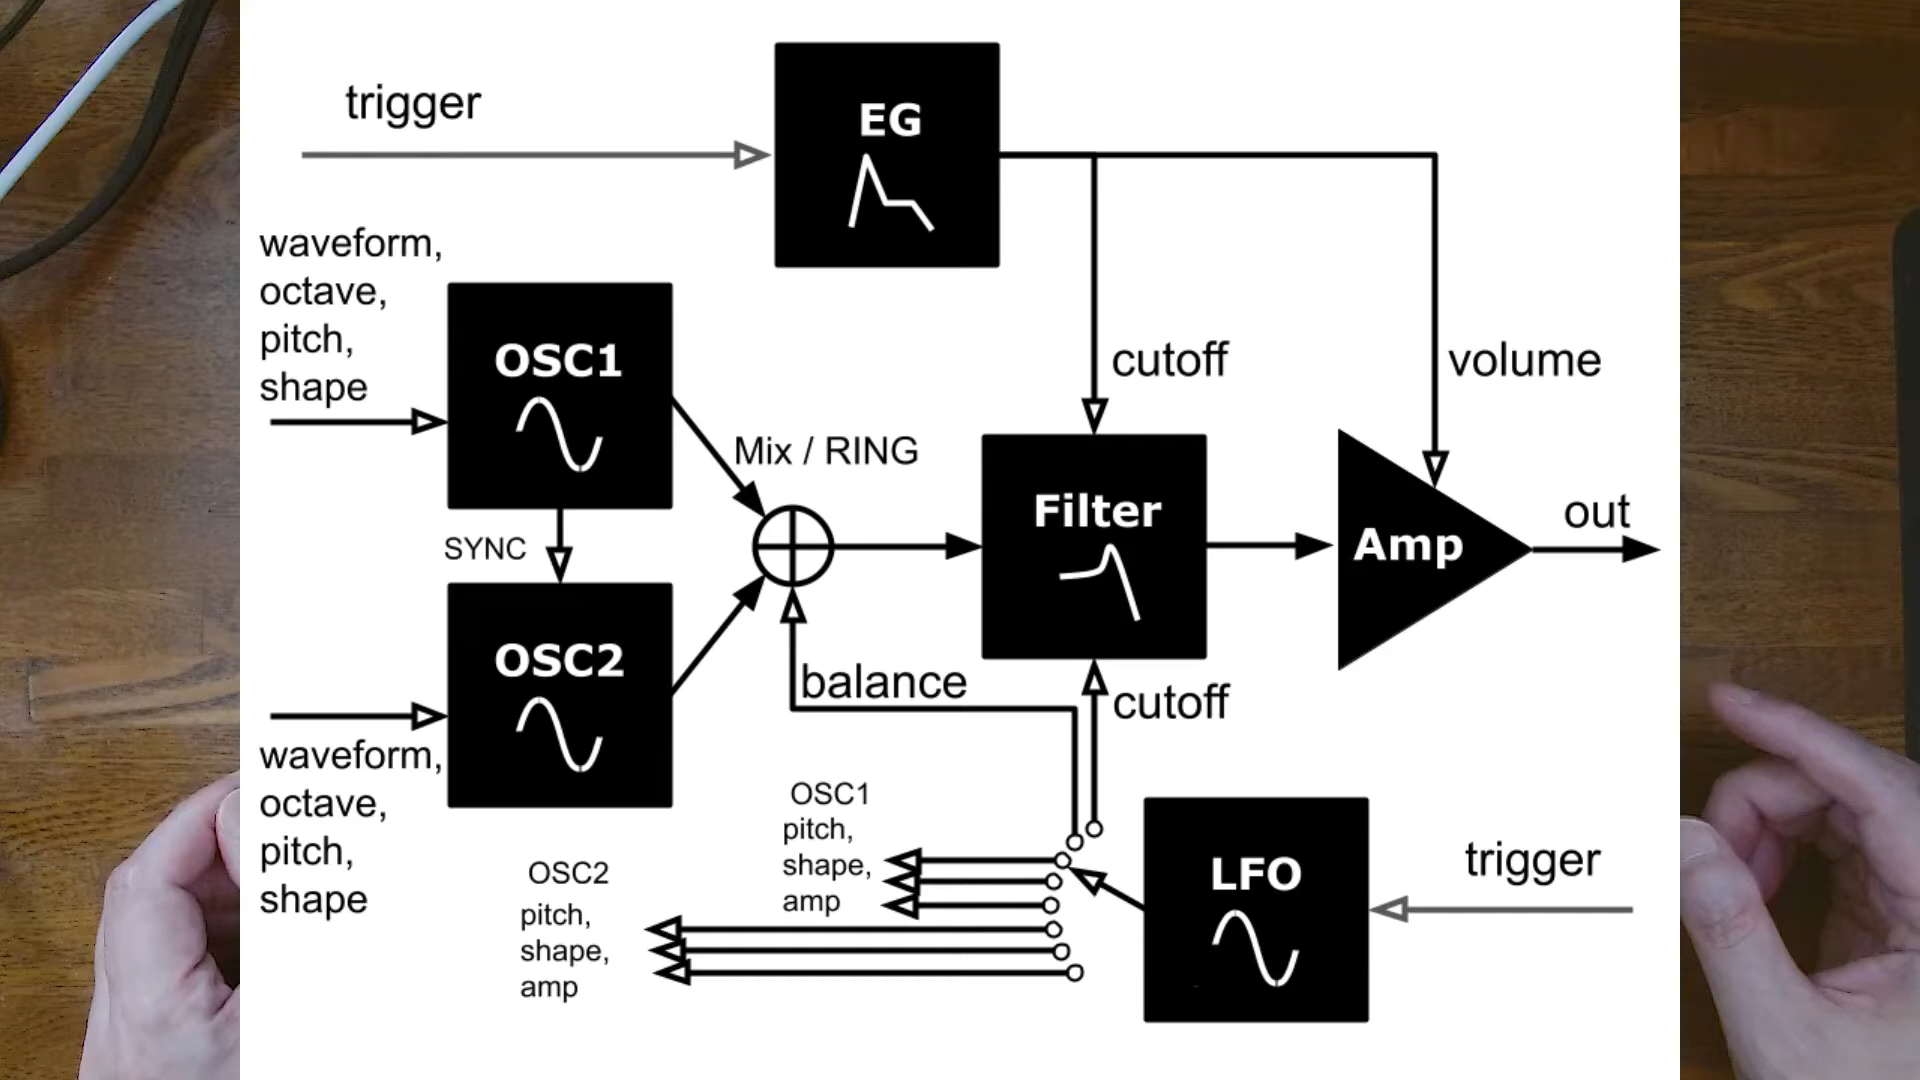 trigger
EG
waveform,
octave,
pitch,
shape
OSC1
cutoff
volume
Mix / RING
Filter
Amp
out
SYNC
OSC2
balance
cutoff
waveform,
octave,
pitch,
shape
OSC1
pitch,
shape,
amp
OSC2
pitch,
shape,
amp
LFO
trigger